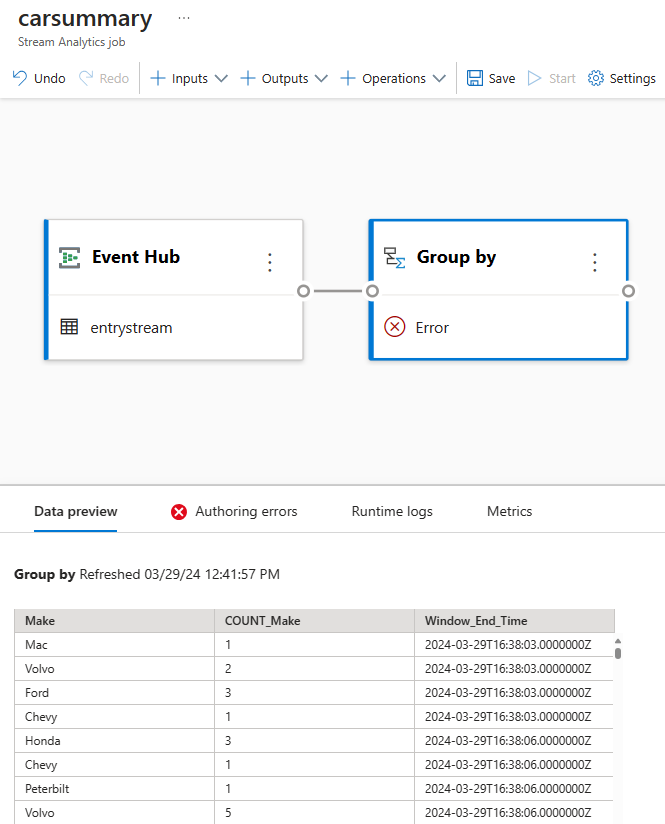 carsummary ...
Stream Analytics job
Undo Redo Inputs Outputs Operations Save Start Settings
Event Hub
entrystream
Group by
Error
Data preview Authoring errors Runtime logs Metrics
Group by Refreshed 03/29/24 12:41:57 PM
Make COUNT_Make Window_End_Time
Mac 1 2024-03-29T16:38:03.0000000Z
Volvo 2 2024-03-29T16:38:03.0000000Z
Ford 3 2024-03-29T16:38:03.0000000Z
Chevy 1 2024-03-29T16:38:03.0000000Z
Honda 3 2024-03-29T16:38:06.0000000Z
Chevy 1 2024-03-29T16:38:06.0000000Z
Peterbilt 1 2024-03-29T16:38:06.0000000Z
Volvo 5 2024-03-29T16:38:06.0000000Z